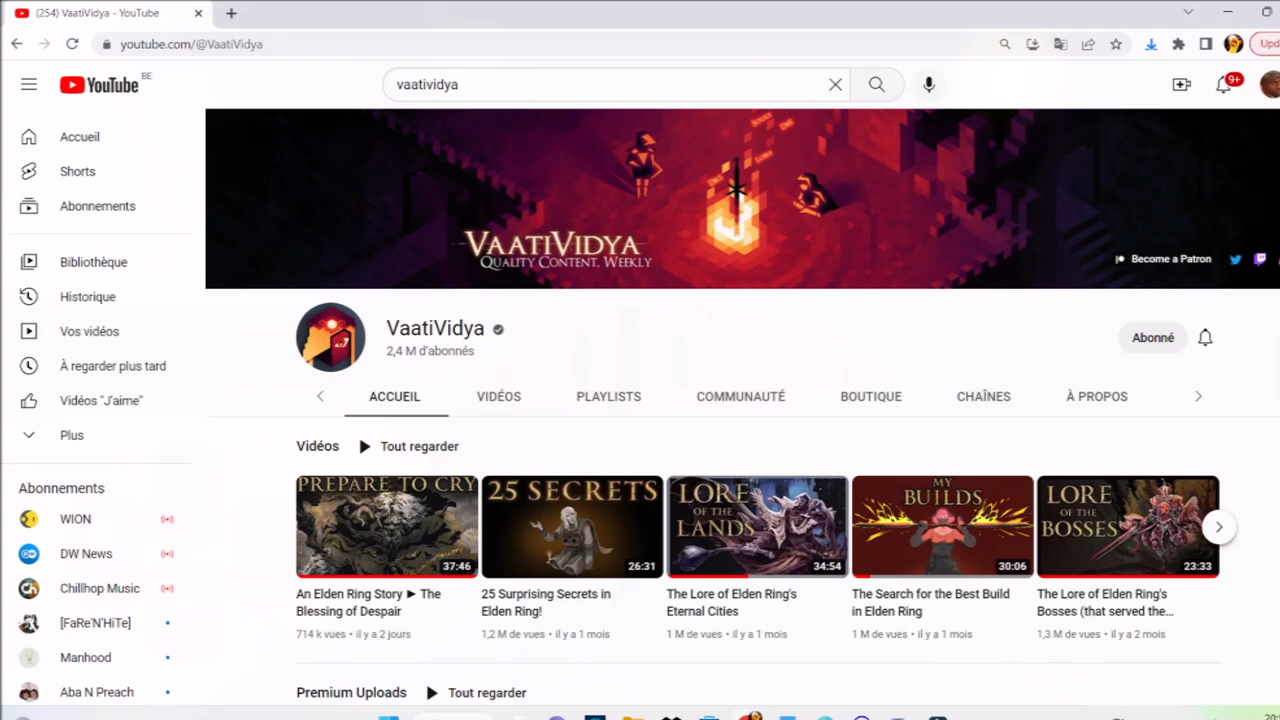 (254) VaatiVidya - YouTube
youtube.com/@VaatiVidya
YouTube BE
vaatividya
9+
Accueil
Shorts
Abonnements
Bibliothèque
Historique
Vos vidéos
À regarder plus tard
Vidéos "J'aime"
Plus
Abonnements
WION
DW News
Chillhop Music
[FaRe'N'HiTe]
Manhood
Aba N Preach
VAATIVIDYA
QUALITY CONTENT. WEEKLY
Become a Patron
VaatiVidya
2,4 M d'abonnés
Abonné
ACCUEIL VIDÉOS PLAYLISTS COMMUNAUTÉ BOUTIQUE CHAÎNES À PROPOS
Vidéos Tout regarder
PREPARE TO CRY
37:46
An Elden Ring Story ► The
Blessing of Despair
714 k vues • il y a 2 jours
25 SECRETS
26:31
25 Surprising Secrets in
Elden Ring!
1,2 M de vues • il y a 1 mois
LORE
OF THE
LANDS
34:54
The Lore of Elden Ring's
Eternal Cities
1 M de vues • il y a 1 mois
MY
BUILDS
30:06
The Search for the Best Build
in Elden Ring
1 M de vues • il y a 1 mois
LORE
OF THE
BOSSES
23:33
The Lore of Elden Ring's
Bosses (that served the...
1,3 M de vues • il y a 2 mois
Premium Uploads Tout regarder